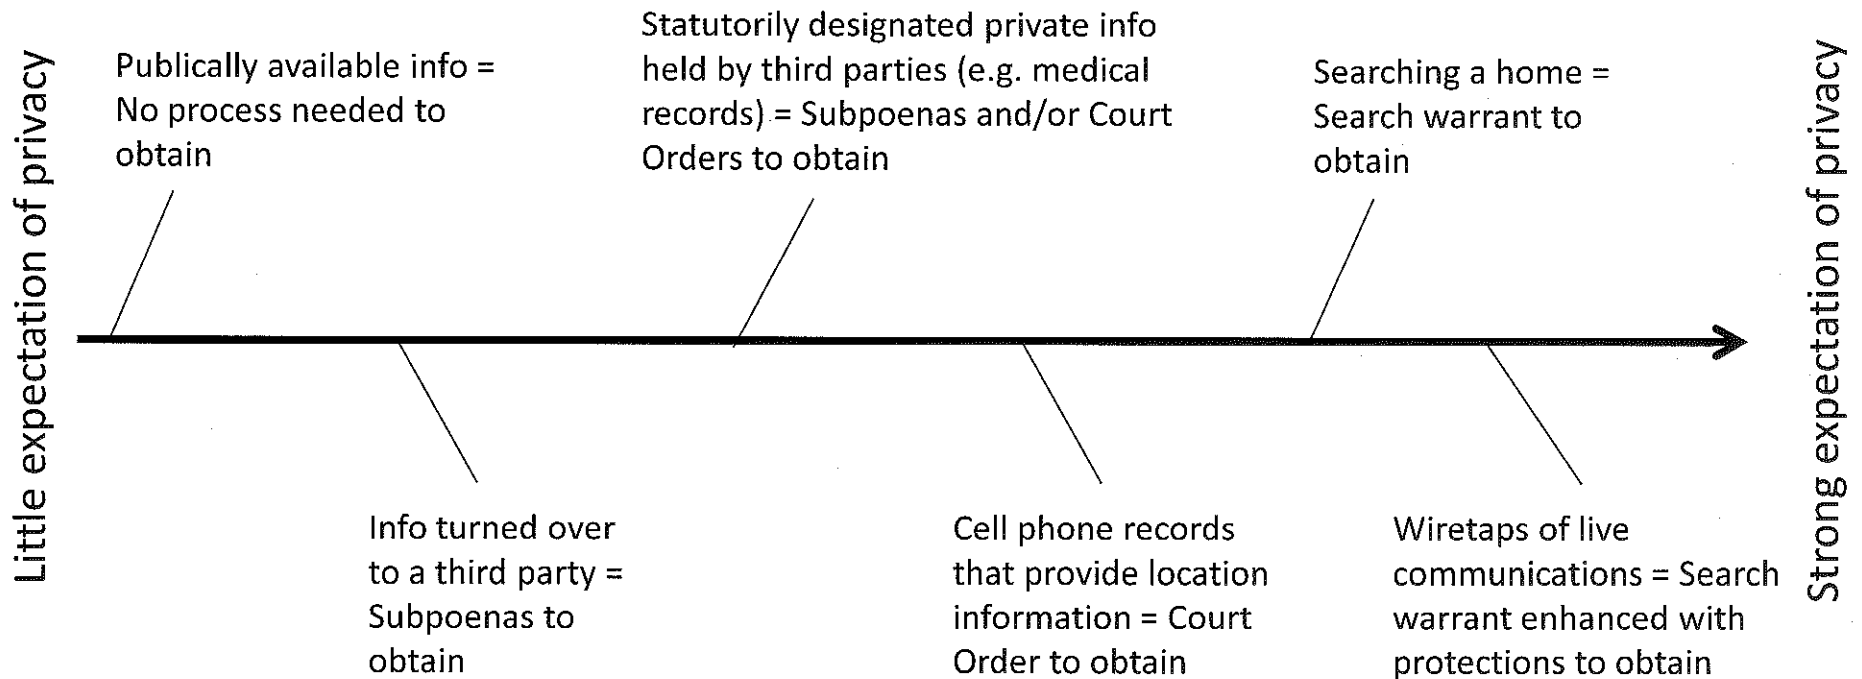 Little expectation of privacy
Publically available info =
No process needed to
obtain
Statutorily designated private info
held by third parties (e.g. medical
records) = Subpoenas and/or Court
Orders to obtain
Searching a home =
Search warrant to
obtain
Info turned over
to a third party =
Subpoenas to
obtain
Cell phone records
that provide location
information = Court
Order to obtain
Wiretaps of live
communications = Search
warrant enhanced with
protections to obtain
Strong expectation of privacy